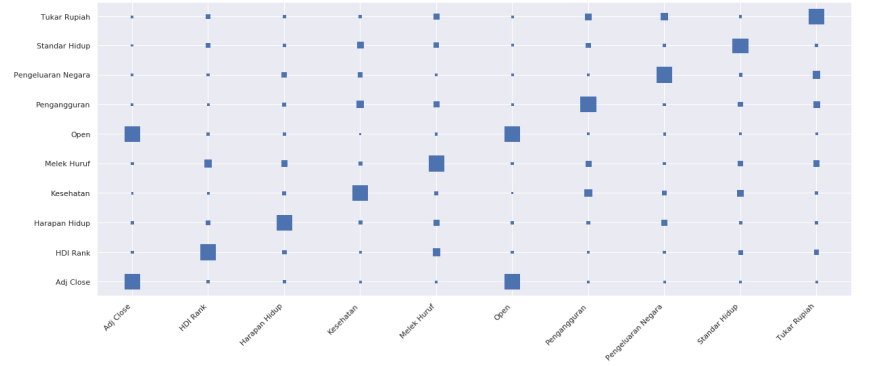 Tukar Rupiah
Standar Hidup
Pengeluaran Negara
Pengangguran
Open
Melek Huruf
Kesehatan
Harapan Hidup
HDI Rank
Adj Close
Adj Close
HDI Rank
Harapan Hidup
Kesehatan
Melek Huruf
Open
Pengangguran
Pengeluaran Negara
Standar Hidup
Tukar Rupiah